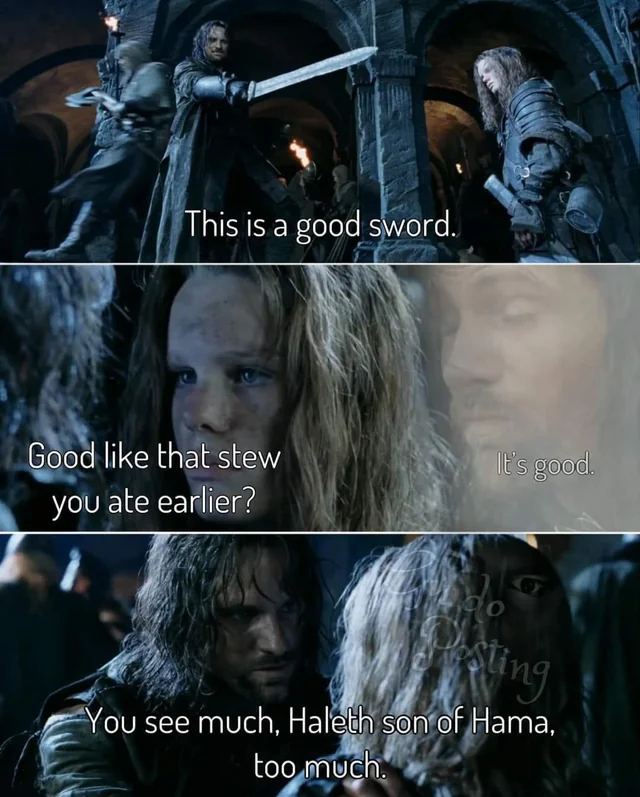 This is a good sword.
Good like that stew
you ate earlier?
It's good.
Posting
You see much, Haleth son of Hama,
too much.